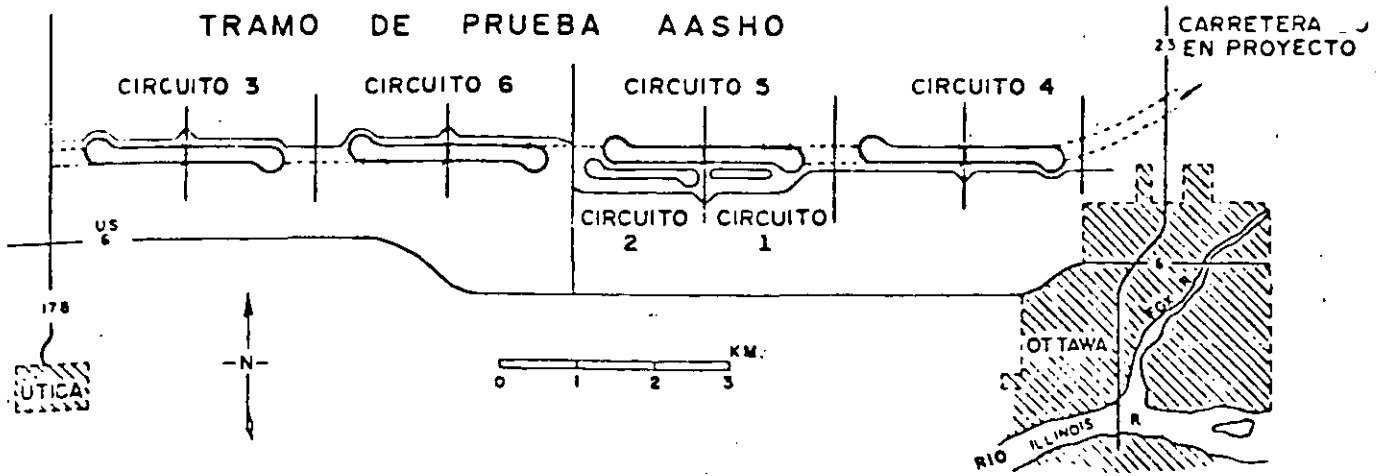 TRAMO DE PRUEBA AASHO
CARRETERA
23 EN PROYECTO
CIRCUITO 3
CIRCUITO 6
CIRCUITO 5
CIRCUITO 4
CIRCUITO
2
CIRCUITO
1
US
6
6
178
-N-
KM.
0 1 2 3
UTICA
OTTAWA
FOX R
RIO ILLINOIS R